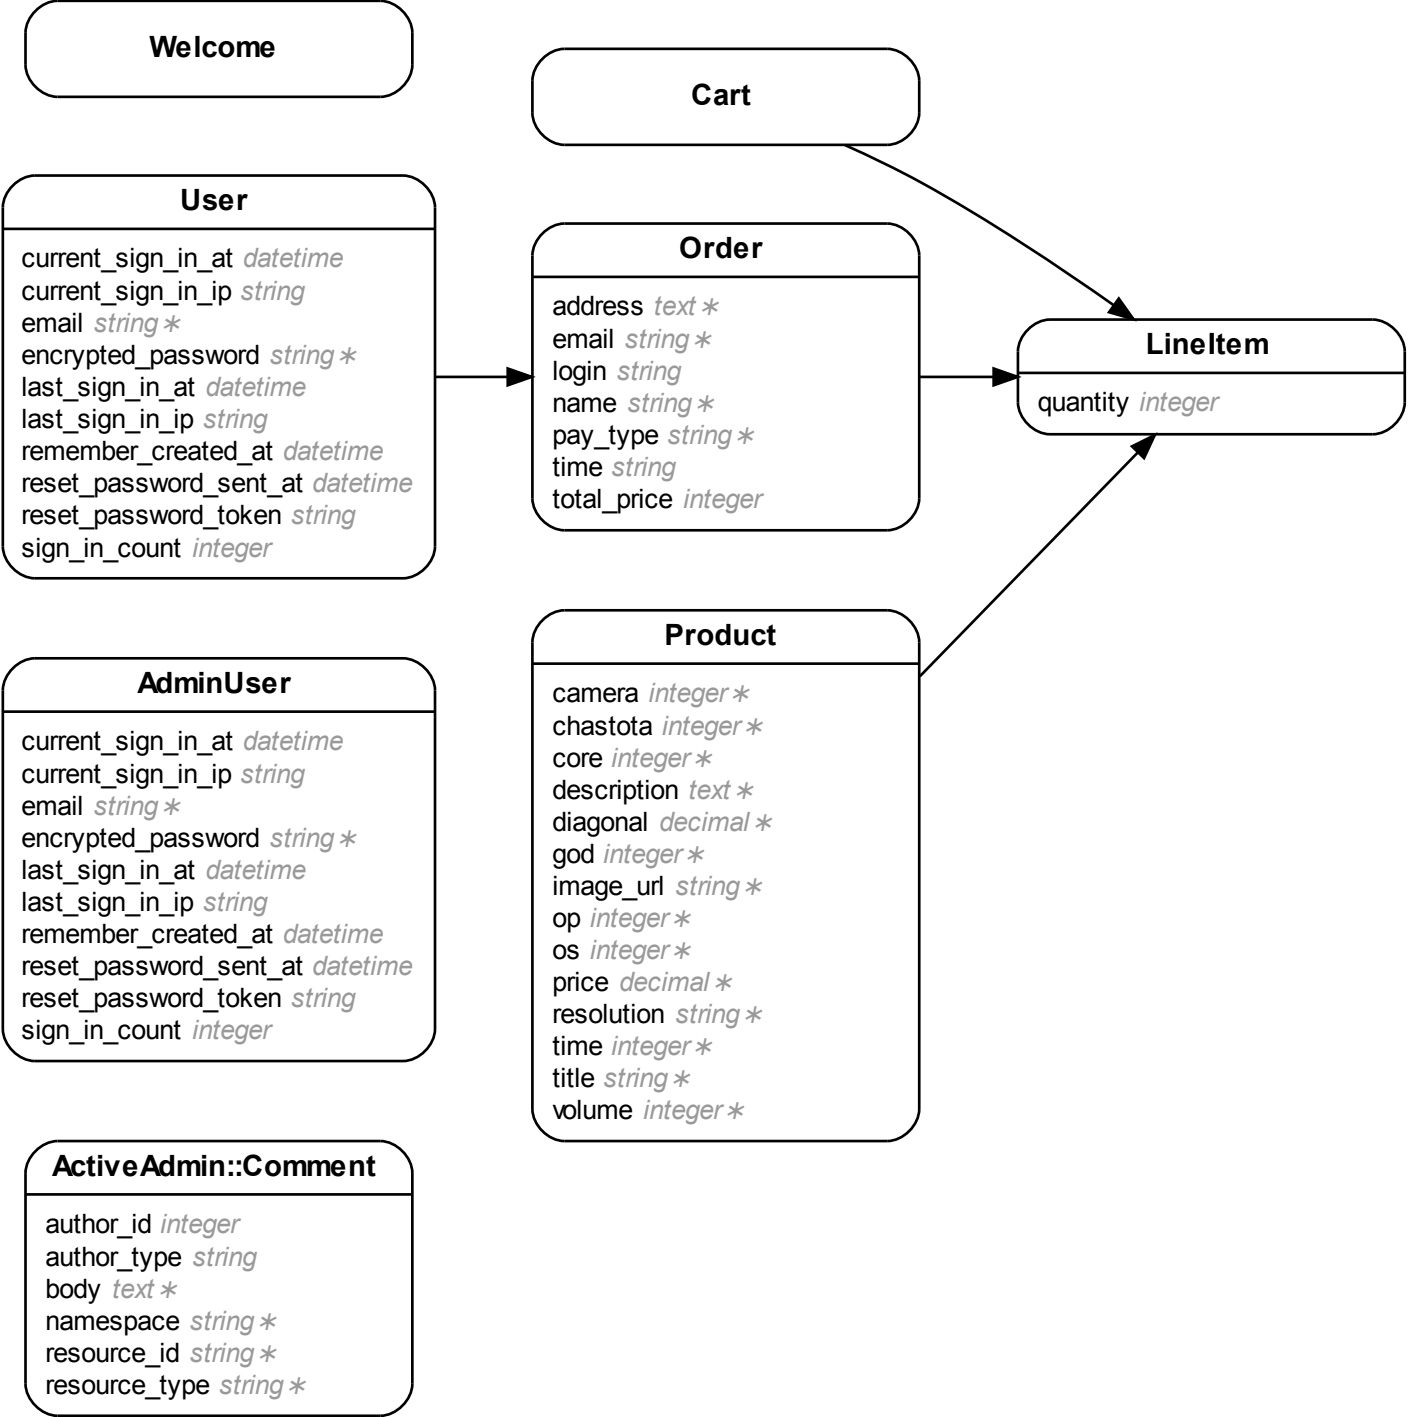 Welcome
User
current_sign_in_at datetime
current_sign_in_ip string
email string *
encrypted_password string *
last_sign_in_at datetime
last_sign_in_ip string
remember_created_at datetime
reset_password_sent_at datetime
reset_password_token string
sign_in_count integer
AdminUser
current_sign_in_at datetime
current_sign_in_ip string
email string *
encrypted_password string *
last_sign_in_at datetime
last_sign_in_ip string
remember_created_at datetime
reset_password_sent_at datetime
reset_password_token string
sign_in_count integer
ActiveAdmin::Comment
author_id integer
author_type string
body text *
namespace string *
resource_id string *
resource_type string *
Cart
Order
address text *
email string *
login string
name string *
pay_type string *
time string
total_price integer
Product
camera integer *
chastota integer *
core integer *
description text *
diagonal decimal *
god integer *
image_url string *
op integer *
os integer *
price decimal *
resolution string *
time integer *
title string *
volume integer *
LineItem
quantity integer